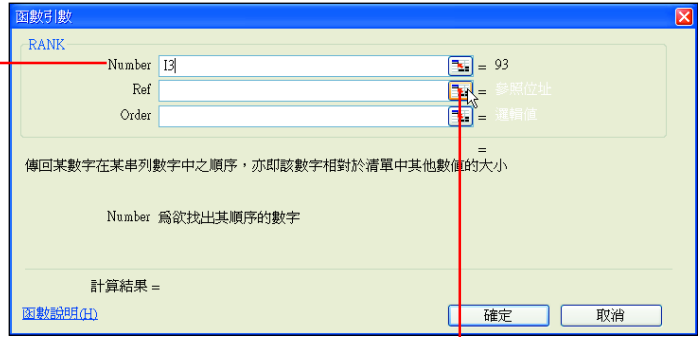 函數引數
RANK
Number I3 = 93
Ref = 參照位址
Order = 邏輯值
=
傳回某數字在某串列數字中之順序，亦即該數字相對於清單中其他數值的大小
Number 為欲找出其順序的數字
計算結果 =
函數說明(H) 確定 取消